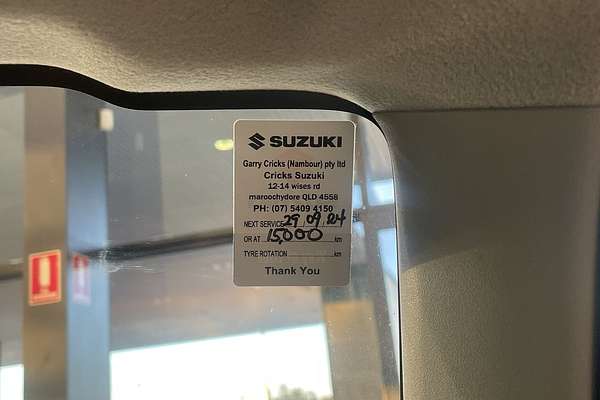 SUZUKI
Garry Cricks (Nambour) pty ltd
Cricks Suzuki
12-14 wises rd
maroochydore QLD 4558
PH: (07) 5409 4150
NEXT SERVICE 29/09/24
OR AT 15,000 km
TYRE ROTATION km
Thank You